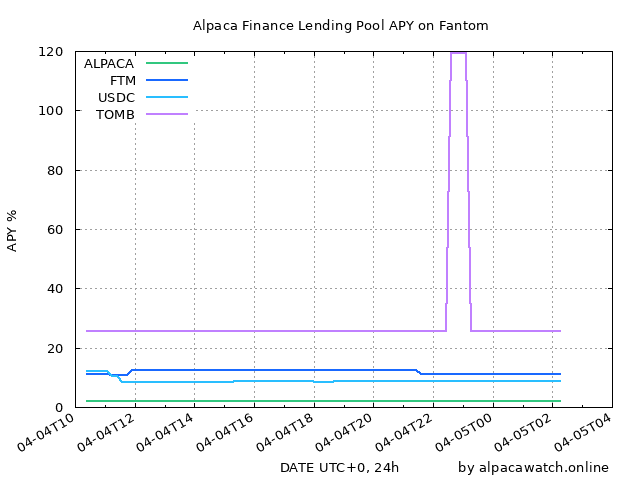 Alpaca Finance Lending Pool APY on Fantom
120
100
80
60
40
20
0
APY %
ALPACA
FTM
USDC
TOMB
04-04T10
04-04T12
04-04T14
04-04T16
04-04T18
04-04T20
04-04T22
04-05T00
04-05T02
04-05T04
DATE UTC+0, 24h
by alpacawatch.online